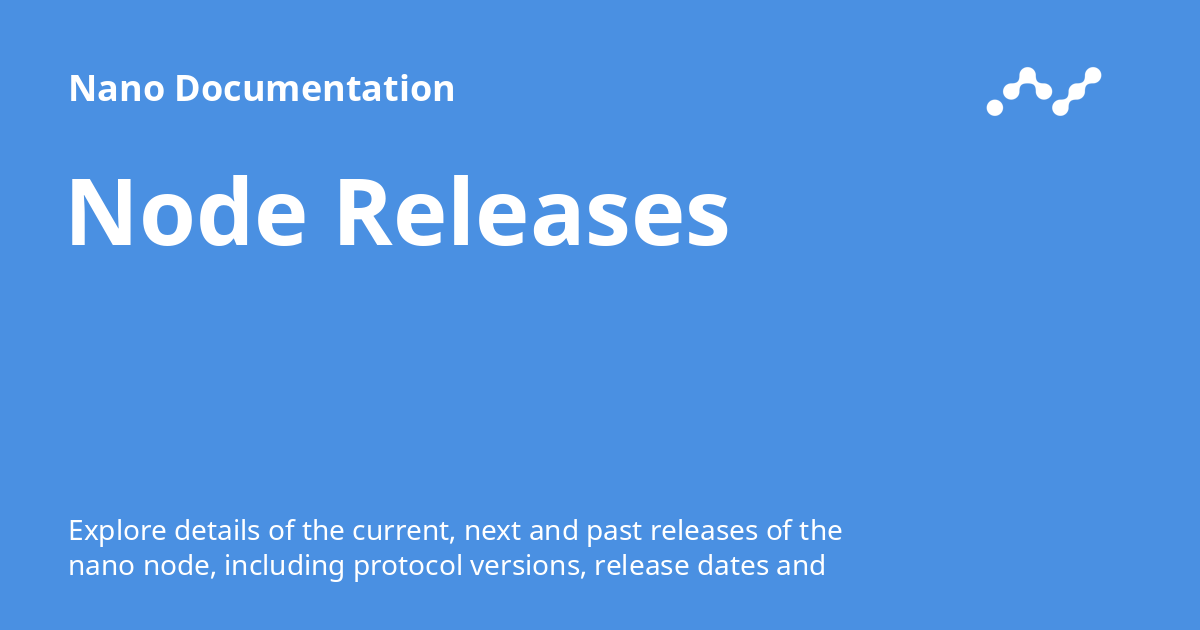 Nano Documentation
Node Releases
Explore details of the current, next and past releases of the
nano node, including protocol versions, release dates and